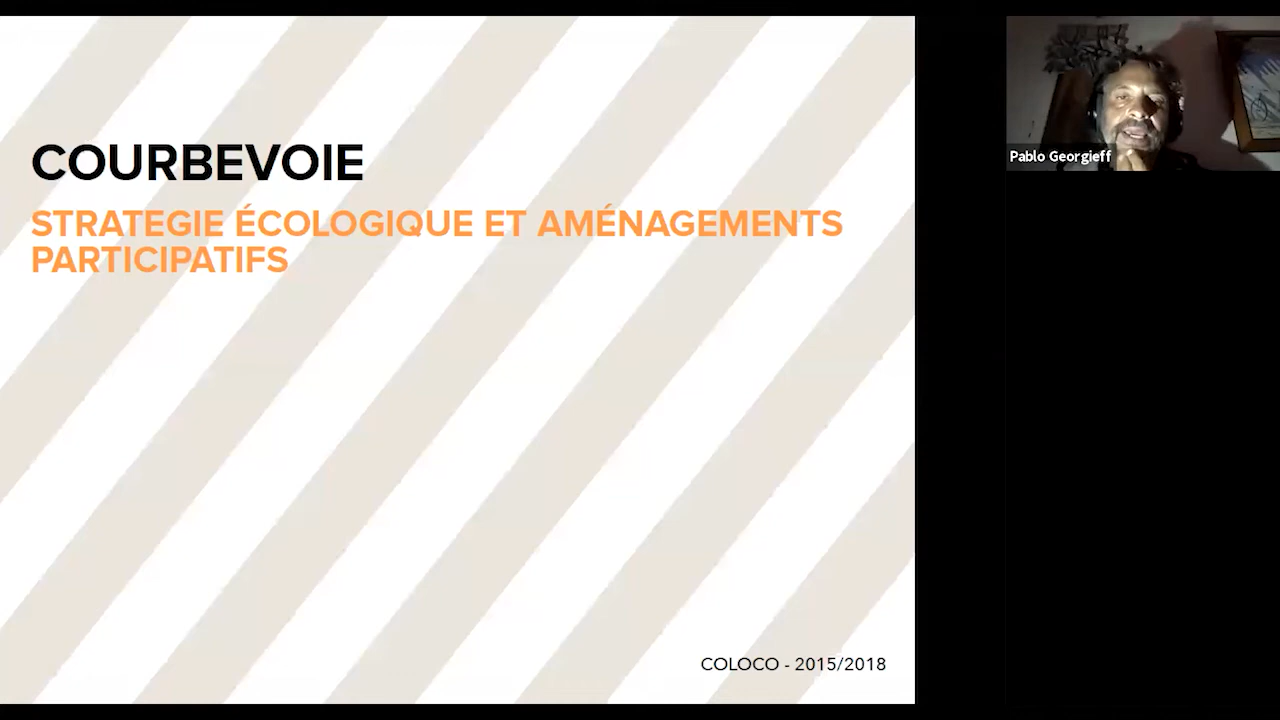 COURBEVOIE
STRATEGIE ÉCOLOGIQUE ET AMÉNAGEMENTS
PARTICIPATIFS
COLOCO - 2015/2018
Pablo Georgieff